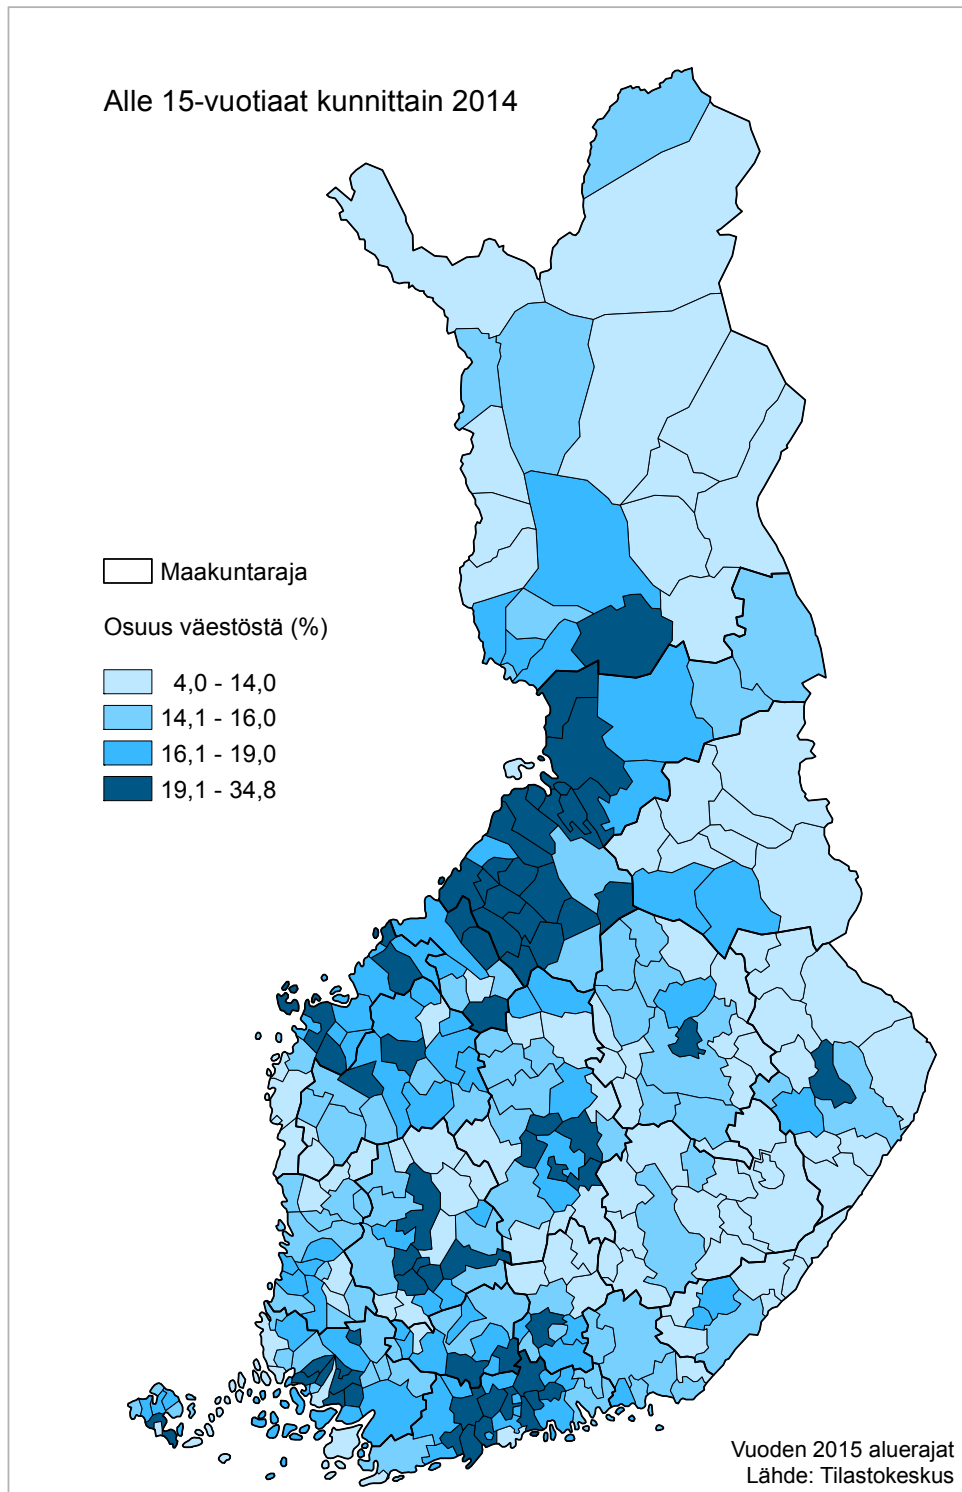 Alle 15-vuotiaat kunnittain 2014
Maakuntaraja
Osuus väestöstä (%)
4,0 - 14,0
14,1 - 16,0
16,1 - 19,0
19,1 - 34,8
Vuoden 2015 aluerajat
Lähde: Tilastokeskus